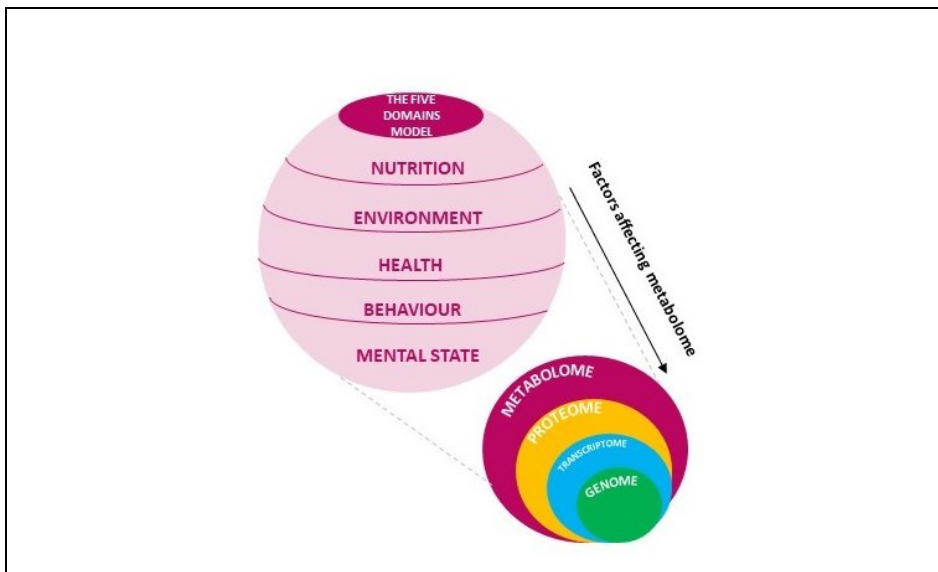 THE FIVE
DOMAINS
MODEL
NUTRITION
ENVIRONMENT
HEALTH
BEHAVIOUR
MENTAL STATE
Factors affecting metabolome
METABOLOME
PROTEOME
TRANSCRIPTOME
GENOME